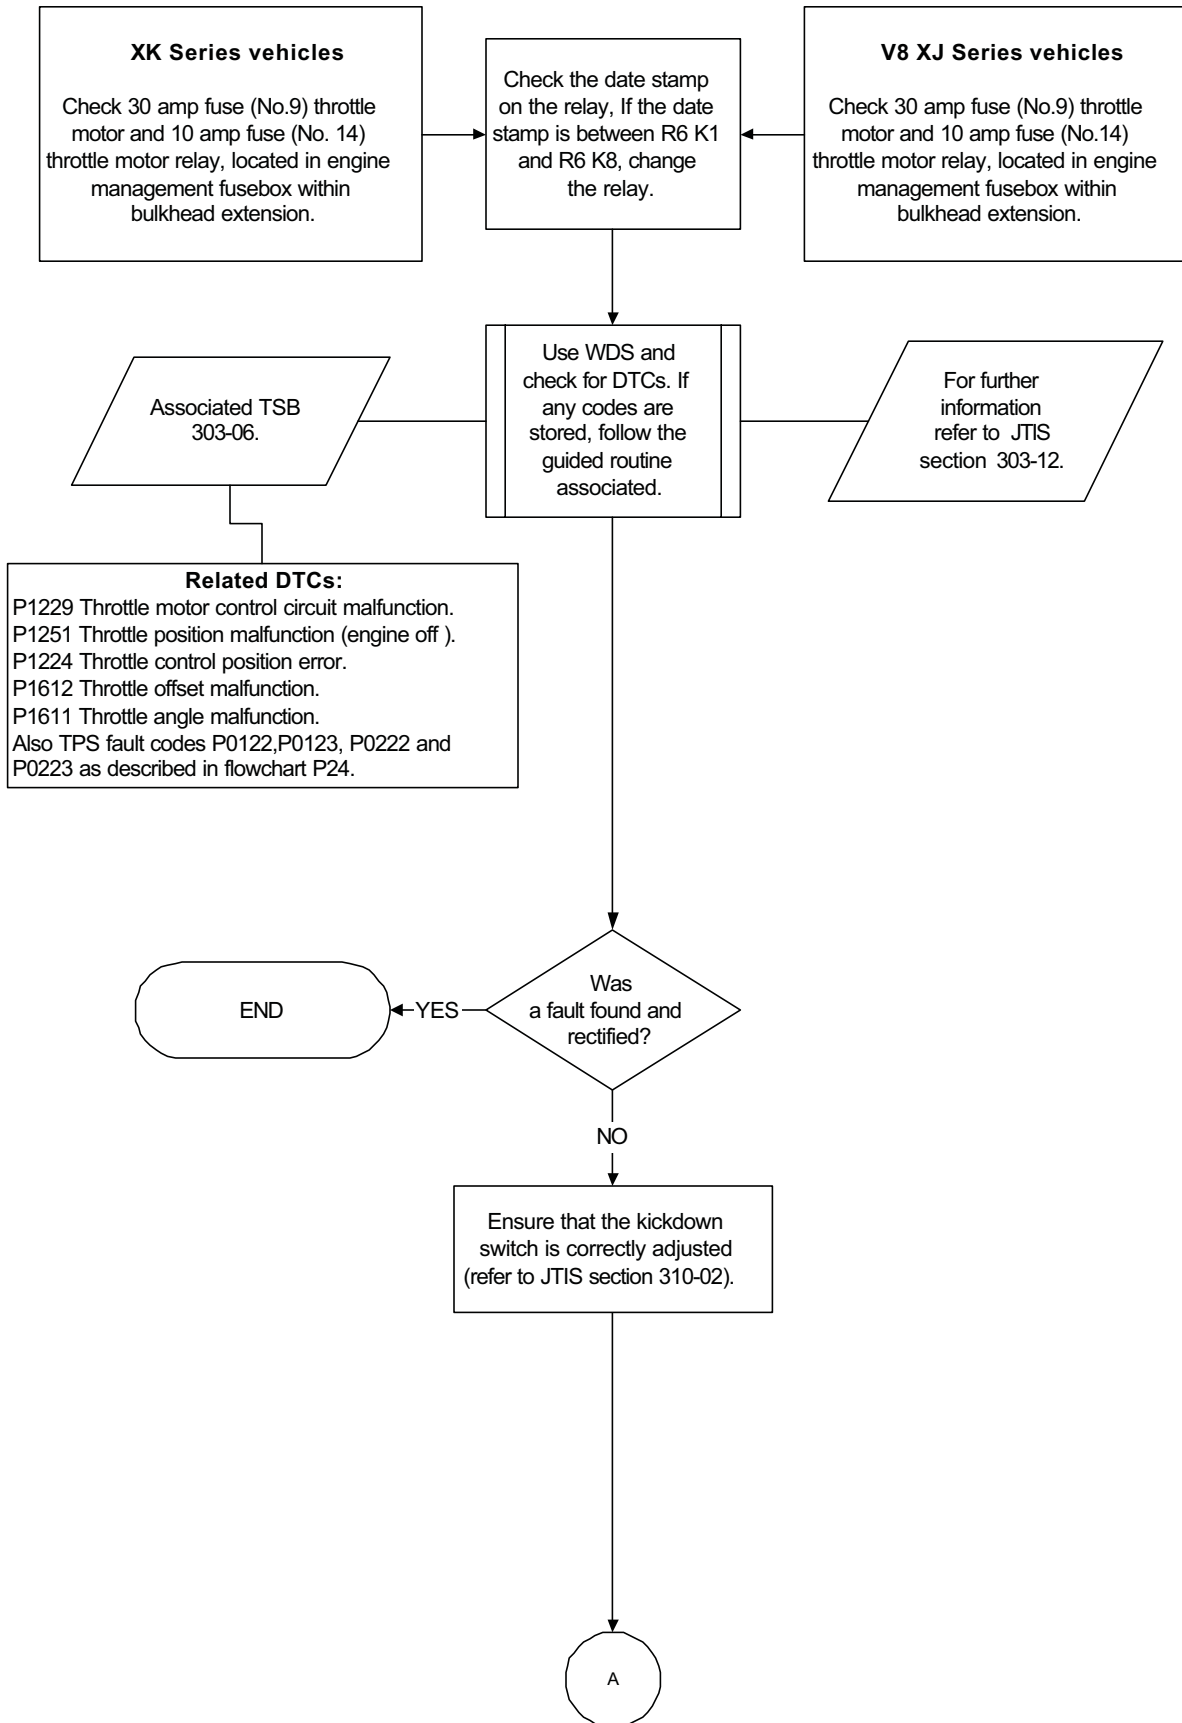 XK Series vehicles
Check 30 amp fuse (No.9) throttle
motor and 10 amp fuse (No. 14)
throttle motor relay, located in engine
management fusebox within
bulkhead extension.
Check the date stamp
on the relay, If the date
stamp is between R6 K1
and R6 K8, change
the relay.
V8 XJ Series vehicles
Check 30 amp fuse (No.9) throttle
motor and 10 amp fuse (No.14)
throttle motor relay, located in engine
management fusebox within
bulkhead extension.
Associated TSB
303-06.
Use WDS and
check for DTCs. If
any codes are
stored, follow the
guided routine
associated.
For further
information
refer to JTIS
section 303-12.
Related DTCs:
P1229 Throttle motor control circuit malfunction.
P1251 Throttle position malfunction (engine off ).
P1224 Throttle control position error.
P1612 Throttle offset malfunction.
P1611 Throttle angle malfunction.
Also TPS fault codes P0122,P0123, P0222 and
P0223 as described in flowchart P24.
Was
a fault found and
rectified?
YES
END
NO
Ensure that the kickdown
switch is correctly adjusted
(refer to JTIS section 310-02).
A